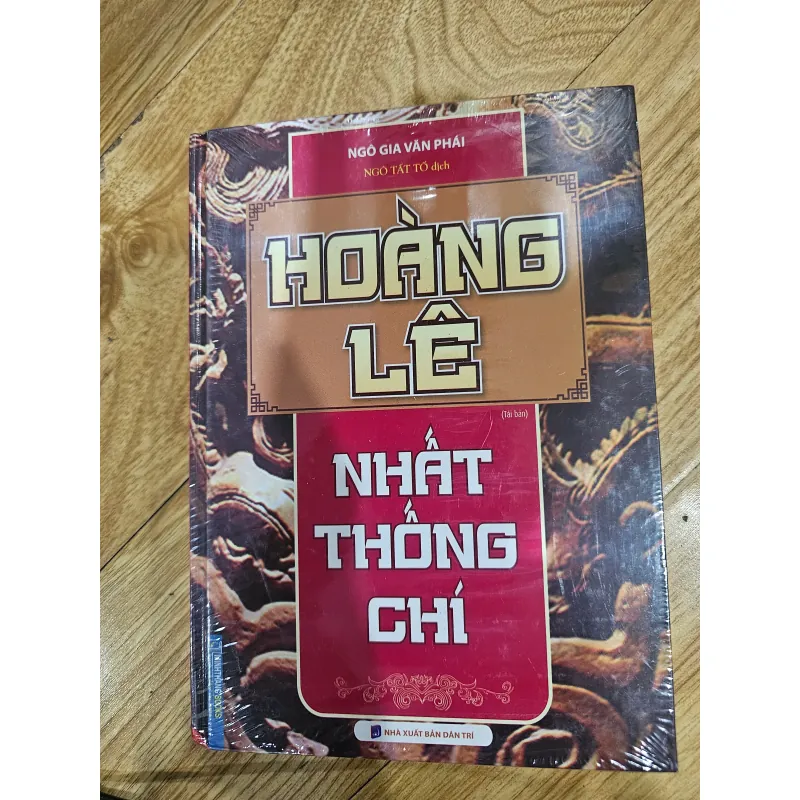 NGÔ GIA VĂN PHÁI
NGÔ TẤT TỐ dịch
HOÀNG
LÊ
(Tái bản)
NHẤT
THỐNG
CHÍ
NHÀ XUẤT BẢN DÂN TRÍ
MINHTHANGBOOKS